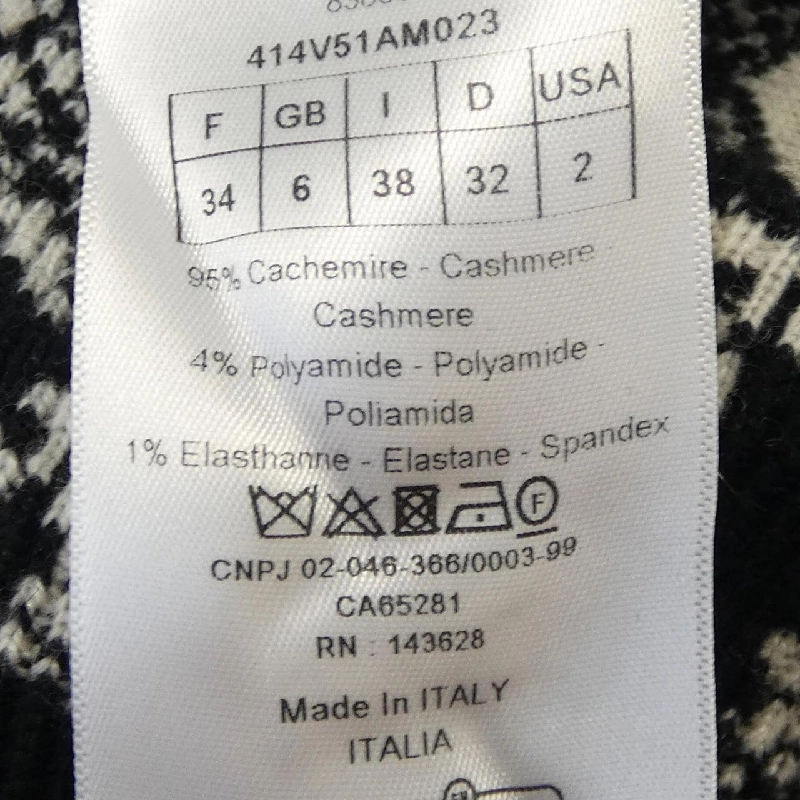 414V51AM023
F GB I D USA
34 6 38 32 2
95% Cachemire - Cashmere -
Cashmere
4% Polyamide - Polyamide -
Poliamida
1% Elasthanne - Elastane - Spandex
F
CNPJ 02-046-366/0003-99
CA65281
RN : 143628
Made In ITALY
ITALIA